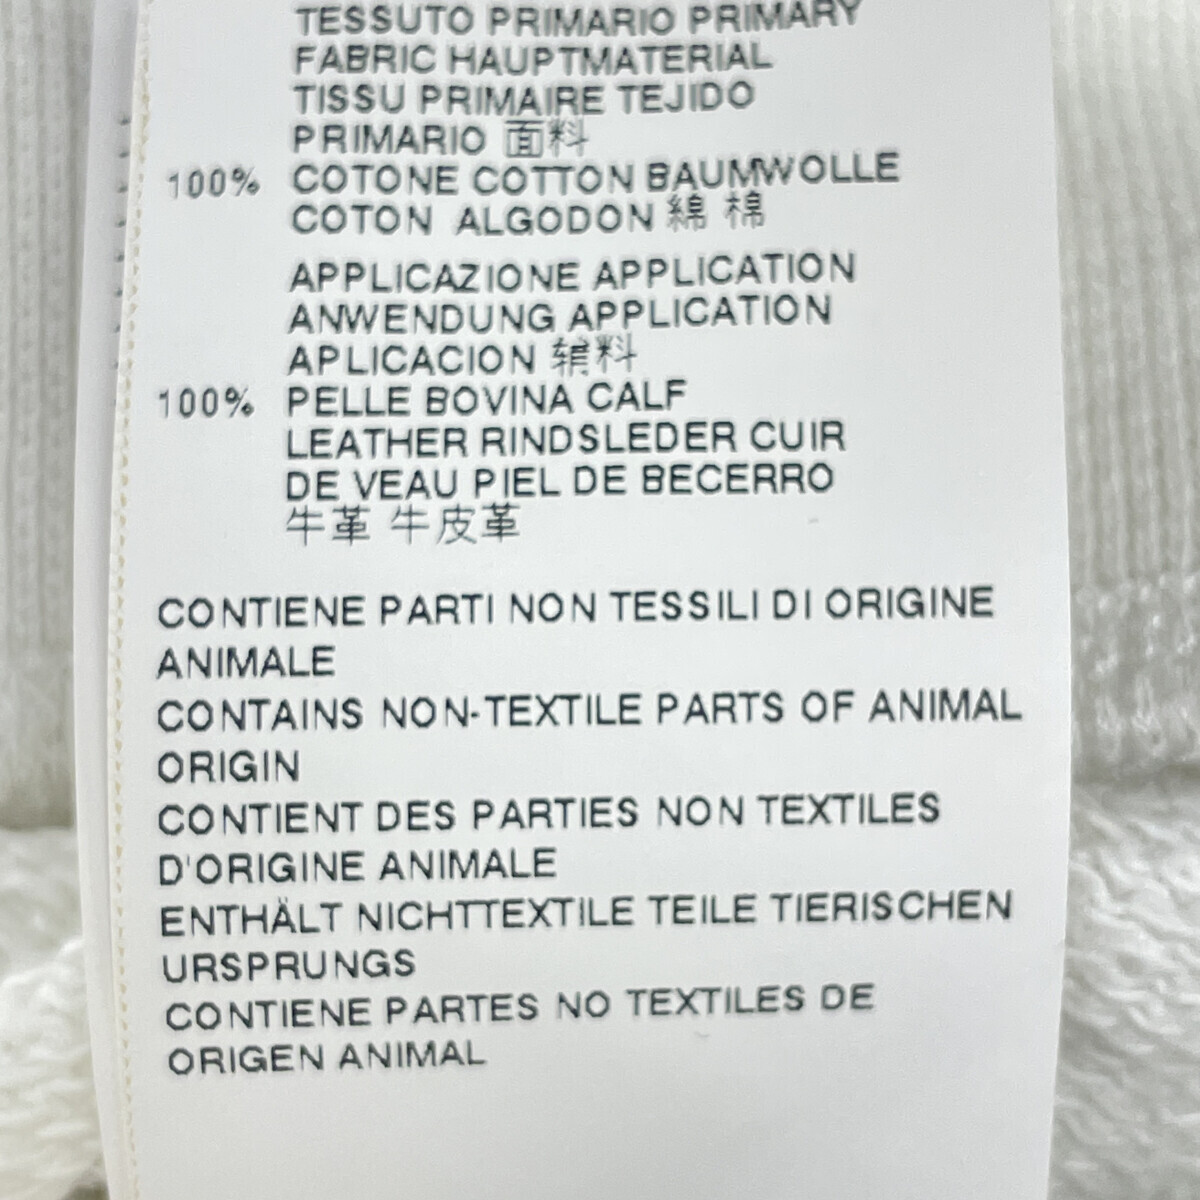 TESSUTO PRIMARIO PRIMARY
FABRIC HAUPTMATERIAL
TISSU PRIMAIRE TEJIDO
PRIMARIO 面料
100% COTONE COTTON BAUMWOLLE
COTON ALGODON 綿 棉
APPLICAZIONE APPLICATION
ANWENDUNG APPLICATION
APLICACION 辅料
100% PELLE BOVINA CALF
LEATHER RINDSLEDER CUIR
DE VEAU PIEL DE BECERRO
牛革 牛皮革
CONTIENE PARTI NON TESSILI DI ORIGINE
ANIMALE
CONTAINS NON-TEXTILE PARTS OF ANIMAL
ORIGIN
CONTIENT DES PARTIES NON TEXTILES
D'ORIGINE ANIMALE
ENTHÄLT NICHTTEXTILE TEILE TIERISCHEN
URSPRUNGS
CONTIENE PARTES NO TEXTILES DE
ORIGEN ANIMAL